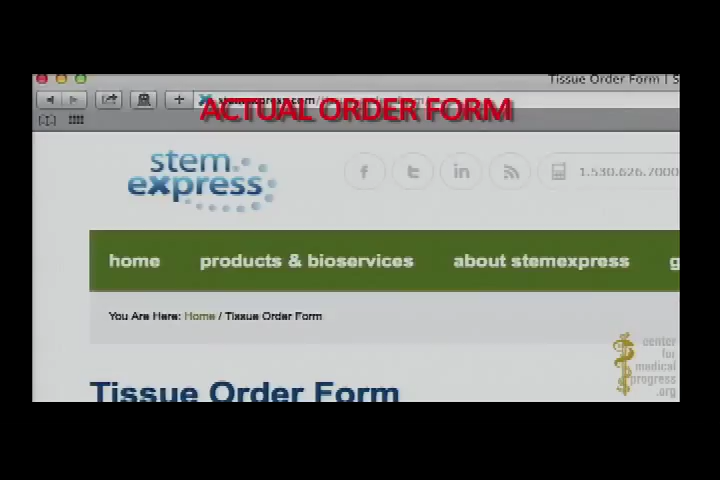 Tissue Order Form | S
ACTUAL ORDER FORM
stem
express
1.530.626.7000
home products & bioservices about stemexpress g
You Are Here: Home / Tissue Order Form
Tissue Order Form
center
for
medical
progress
.org